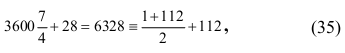 3600 7/4 + 28 = 6328 ≡ (1+112)/2 + 112 , (35)